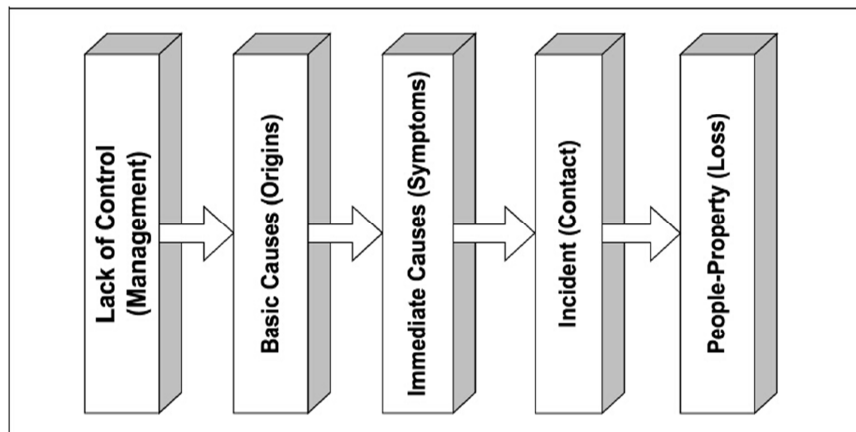 Lack of Control
(Management)
Basic Causes (Origins)
Immediate Causes (Symptoms)
Incident (Contact)
People-Property (Loss)